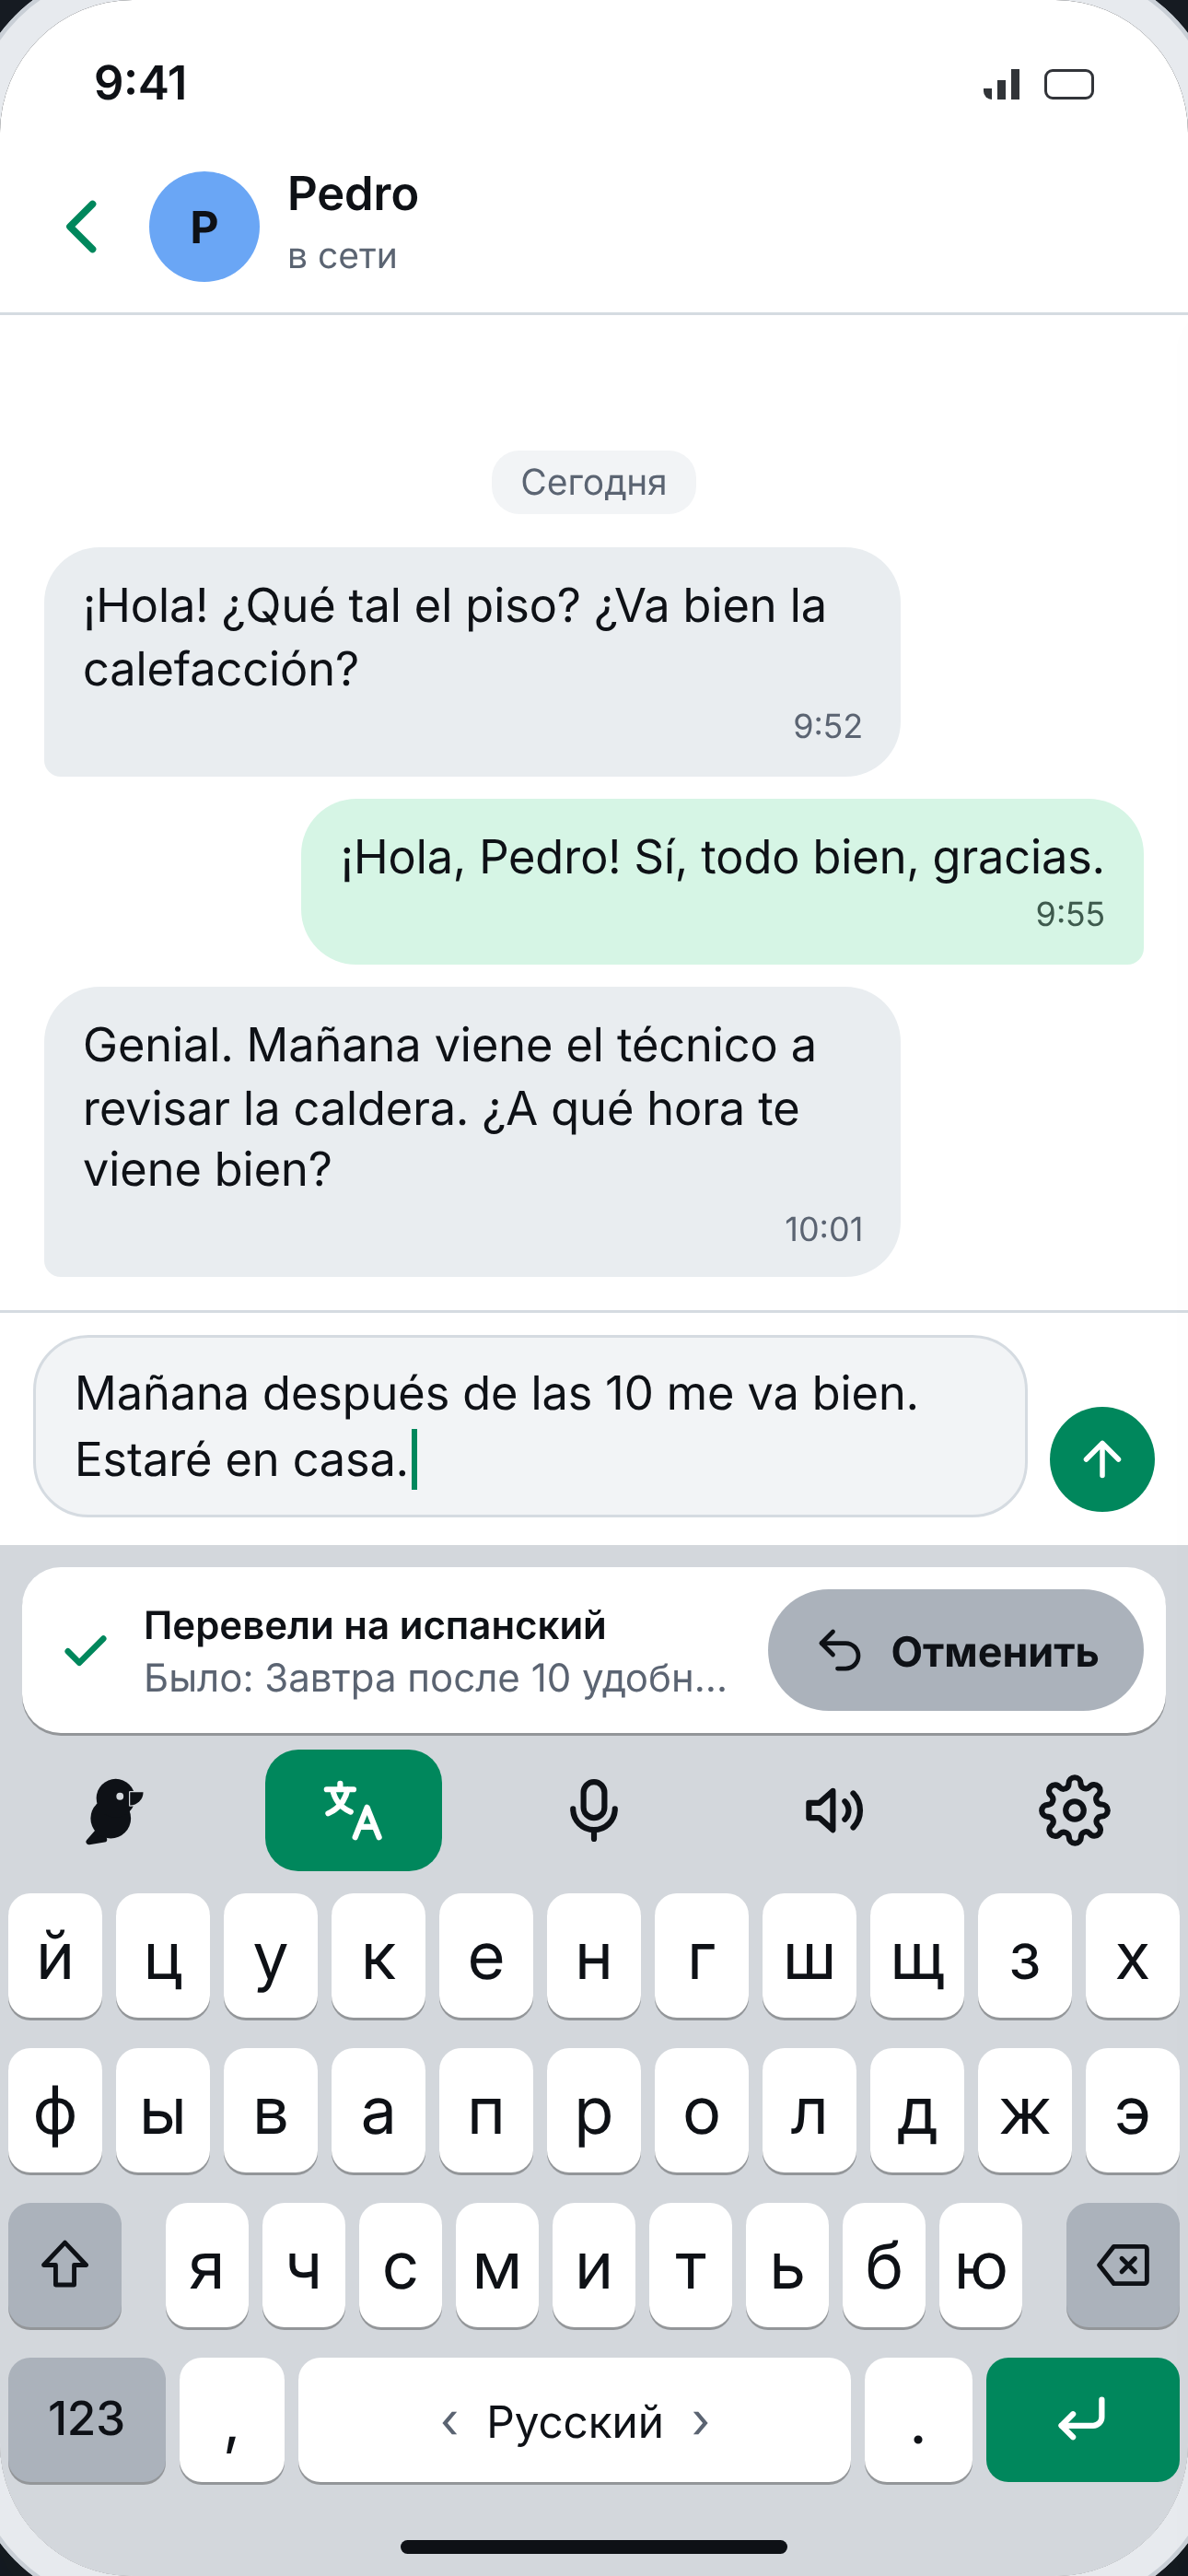 9:41
P
Pedro
в сети
Сегодня
¡Hola! ¿Qué tal el piso? ¿Va bien la
calefacción?
9:52
¡Hola, Pedro! Sí, todo bien, gracias.
9:55
Genial. Mañana viene el técnico a
revisar la caldera. ¿A qué hora te
viene bien?
10:01
Mañana después de las 10 me va bien.
Estaré en casa.
Перевели на испанский
Было: Завтра после 10 удобн...
Отменить
й ц у к е н г ш щ з х
ф ы в а п р о л д ж э
я ч с м и т ь б ю
123 , ‹ Русский › .